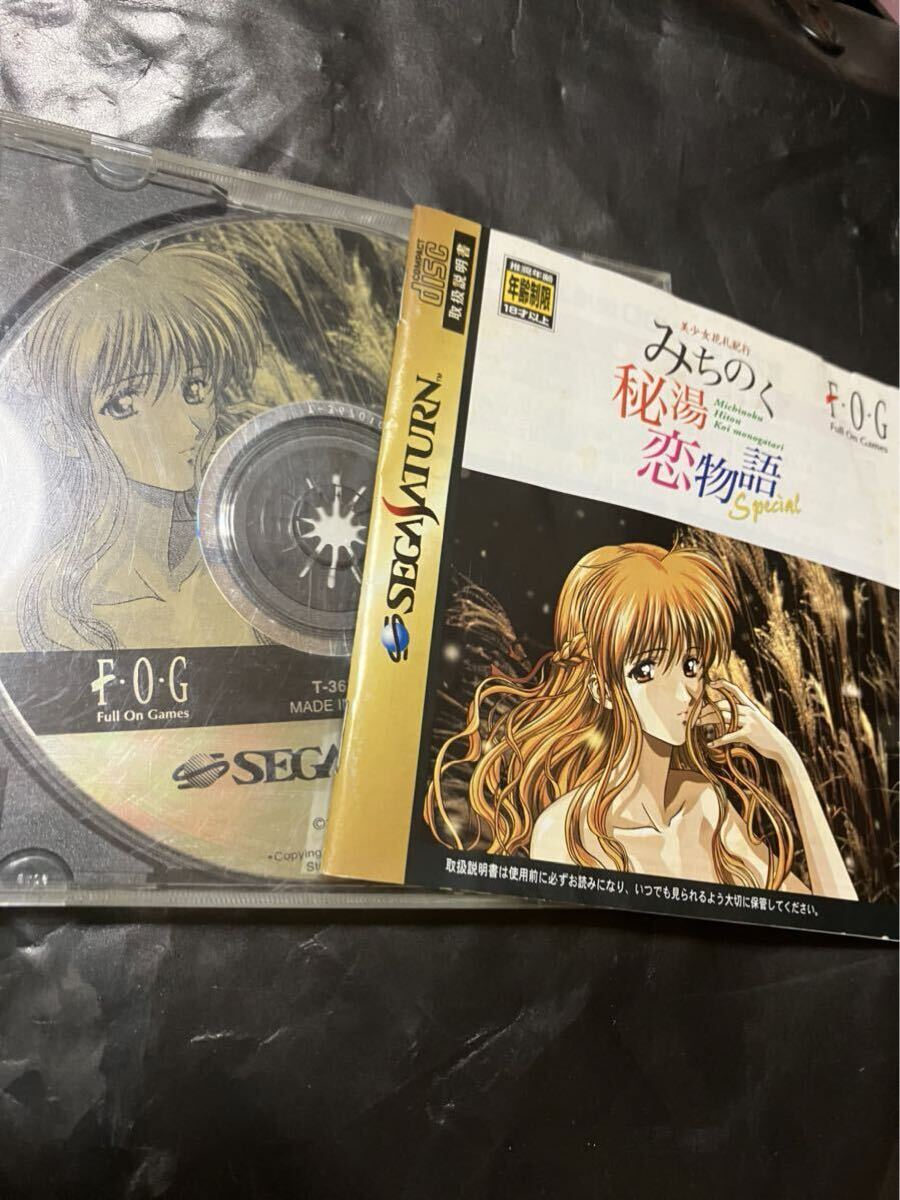 COMPACT
disc
取扱説明書
SEGA SATURN™
推奨年齢
年齢制限
18才以上
美少女花札紀行
みちのく
秘湯
恋物語
Michinoku
Hitou
Koi monogatari
Special
F・O・G
Full On Games
取扱説明書は使用前に必ずお読みになり、いつでも見られるよう大切に保管してください。
F・O・G
Full On Games
T-36
MADE I
SEGA
©
•Copying